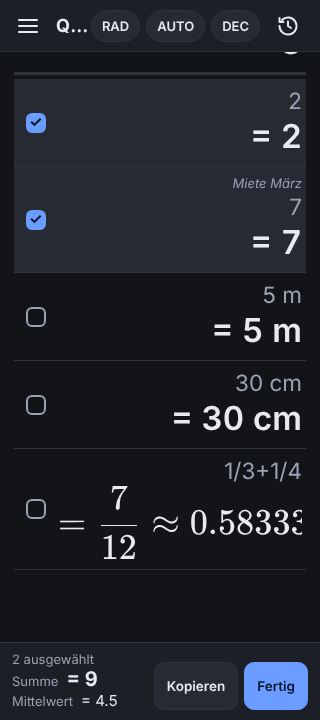 Q... RAD AUTO DEC
2
= 2
Miete März
7
= 7
5 m
= 5 m
30 cm
= 30 cm
1/3+1/4
= 7/12 ≈ 0.58333
2 ausgewählt
Summe = 9
Mittelwert = 4.5
Kopieren Fertig